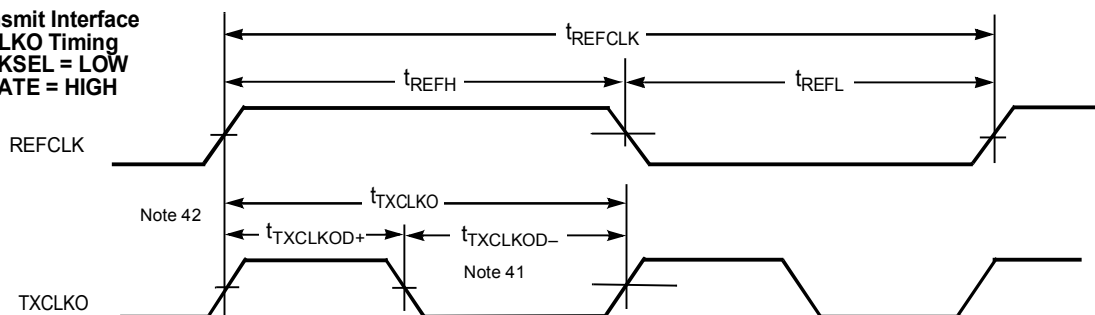 smit Interface
LKO Timing
KSEL = LOW
ATE = HIGH
tREFCLK
tREFH
tREFL
REFCLK
tTXCLKO
Note 42
tTXCLKOD+
tTXCLKOD–
Note 41
TXCLKO